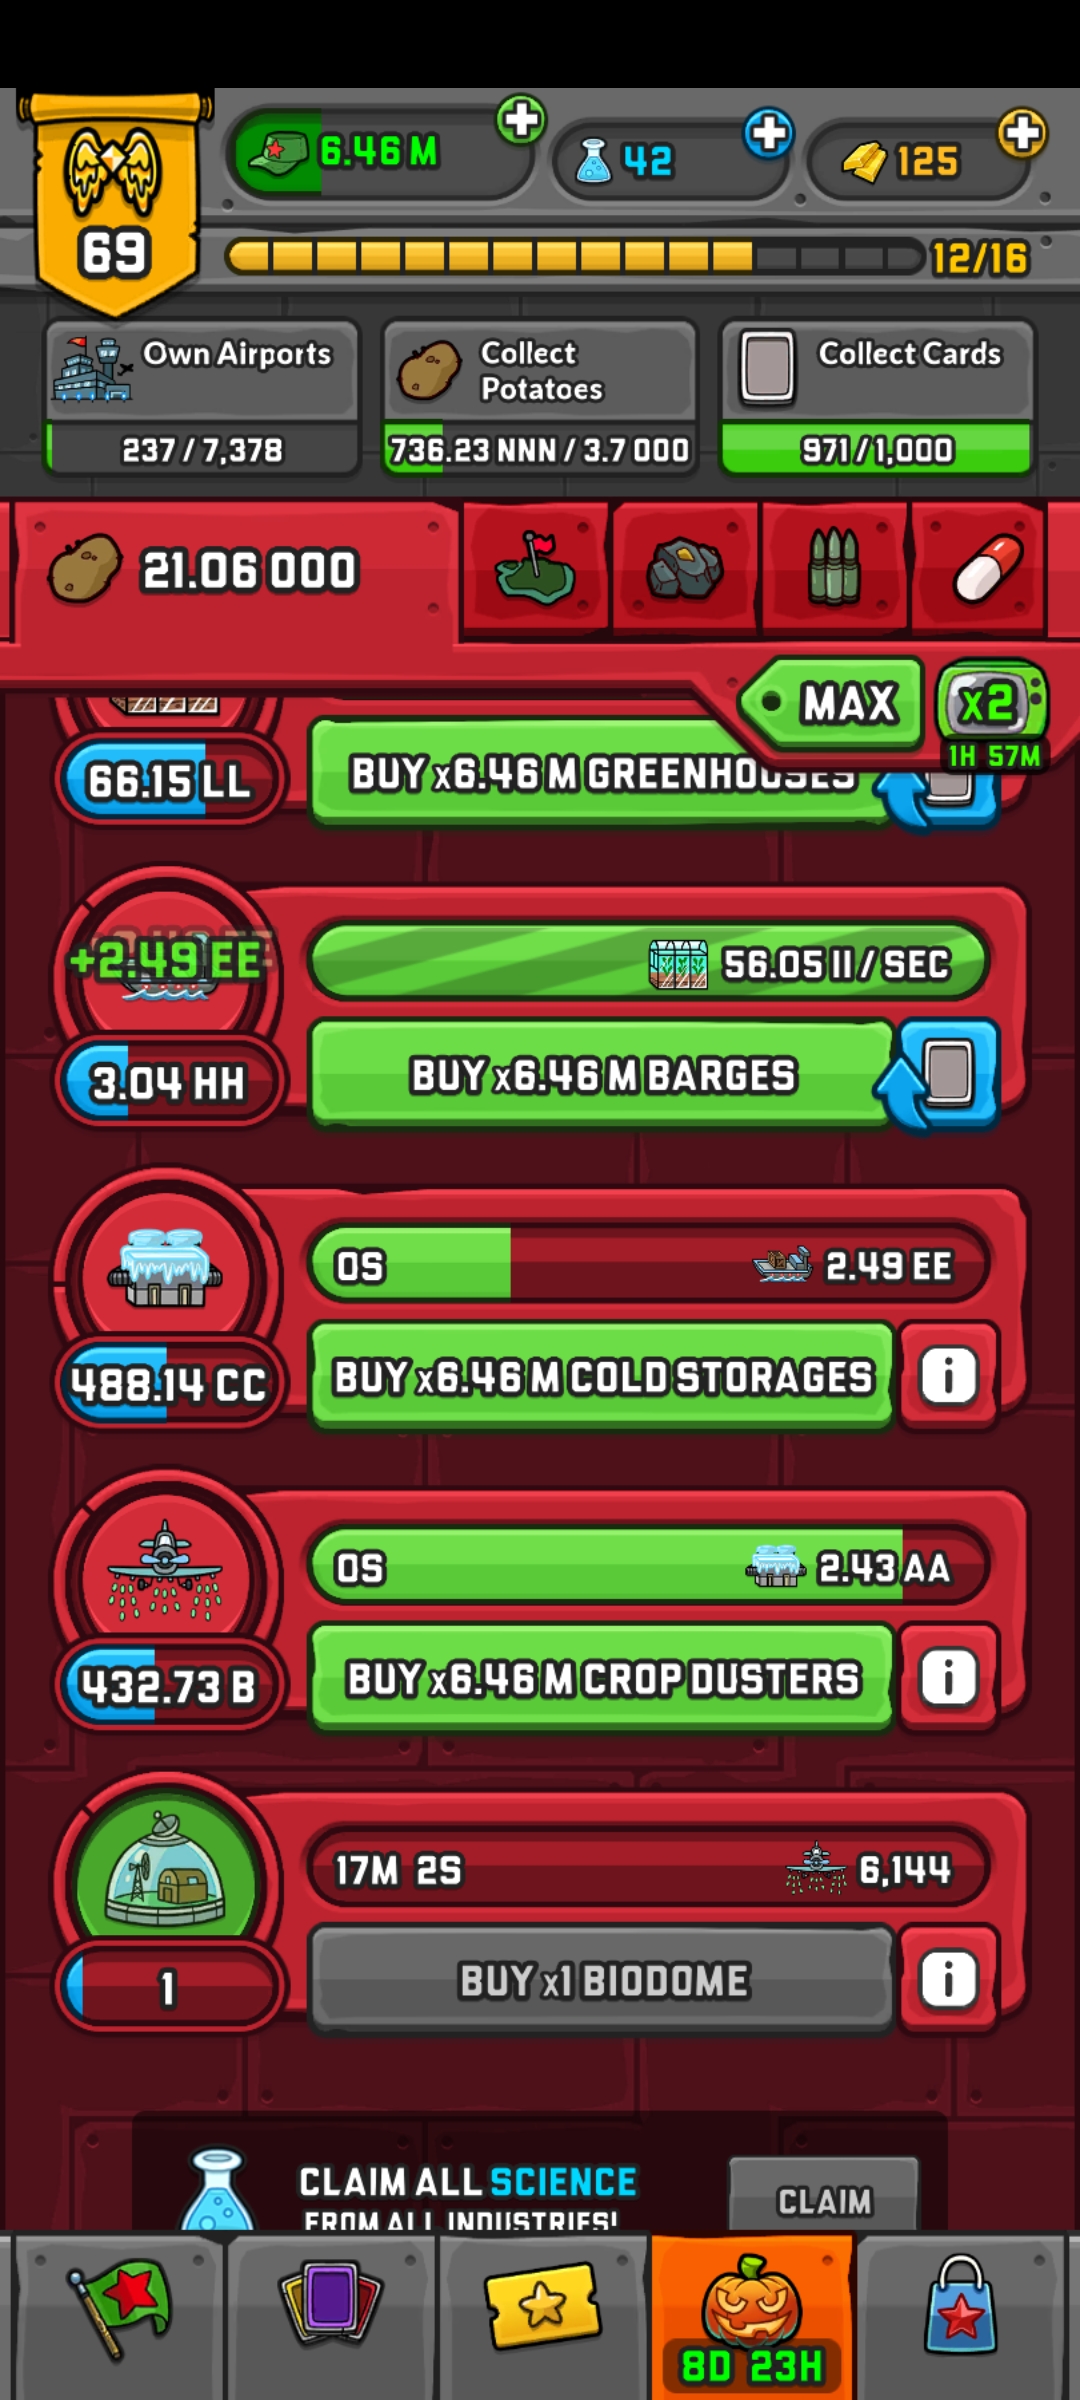 6.46 M
42
125
69
12/16
Own Airports
237 / 7,378
Collect
Potatoes
736.23 NNN / 3.7 OOO
Collect Cards
971 / 1,000
21.06 OOO
MAX
x2
1H 57M
66.15 LL
BUY x6.46 M GREENHOUSES
+2.49 EE
56.05 II / SEC
3.04 HH
BUY x6.46 M BARGES
0S
2.49 EE
488.14 CC
BUY x6.46 M COLD STORAGES
i
0S
2.43 AA
432.73 B
BUY x6.46 M CROP DUSTERS
i
17M 2S
6,144
1
BUY x1 BIODOME
i
CLAIM ALL SCIENCE
FROM ALL INDUSTRIES!
CLAIM
8D 23H